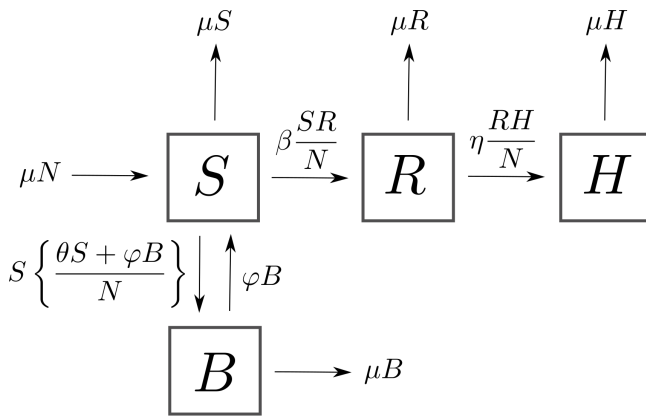 μS μR μH
μN S β SR/N R η RH/N H
S { (θS + φB)/N } φB
B μB